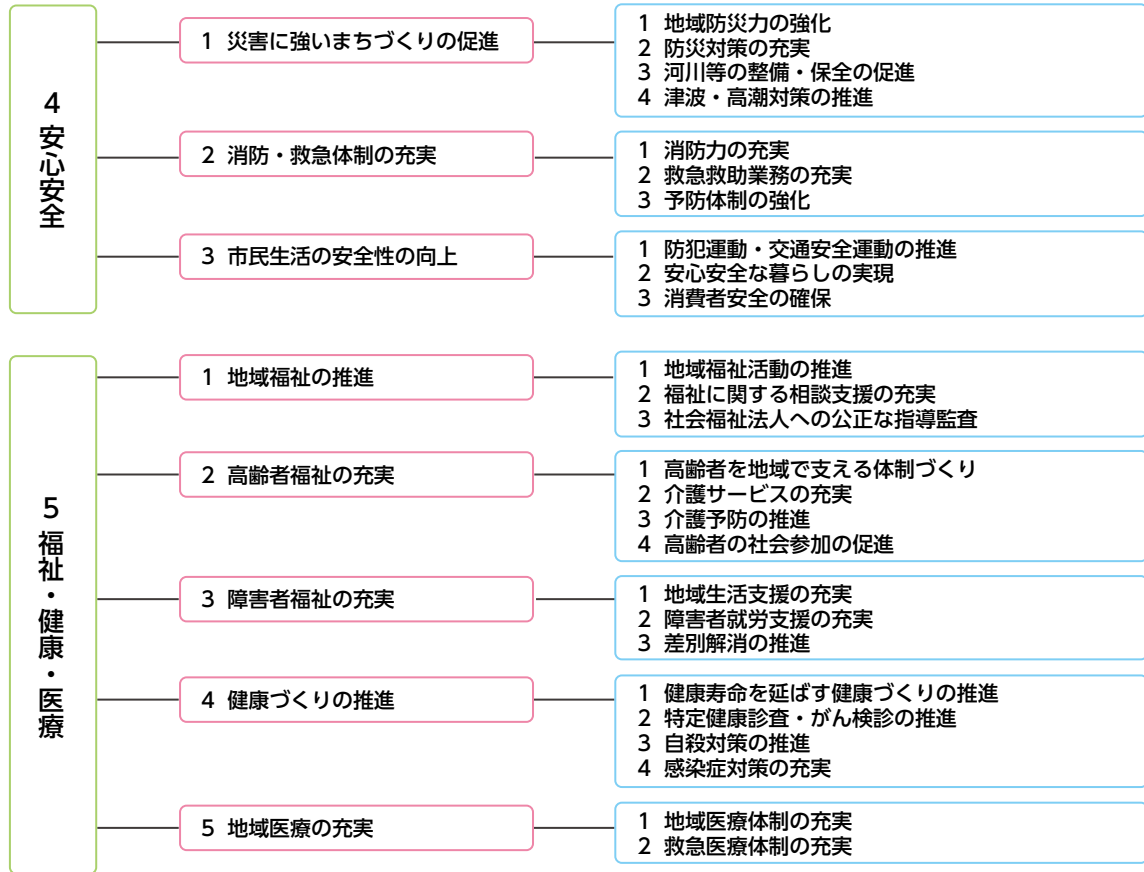 4 安心安全
1 災害に強いまちづくりの促進
1 地域防災力の強化
2 防災対策の充実
3 河川等の整備・保全の促進
4 津波・高潮対策の推進
2 消防・救急体制の充実
1 消防力の充実
2 救急救助業務の充実
3 予防体制の強化
3 市民生活の安全性の向上
1 防犯運動・交通安全運動の推進
2 安心安全な暮らしの実現
3 消費者安全の確保
5 福祉・健康・医療
1 地域福祉の推進
1 地域福祉活動の推進
2 福祉に関する相談支援の充実
3 社会福祉法人への公正な指導監査
2 高齢者福祉の充実
1 高齢者を地域で支える体制づくり
2 介護サービスの充実
3 介護予防の推進
4 高齢者の社会参加の促進
3 障害者福祉の充実
1 地域生活支援の充実
2 障害者就労支援の充実
3 差別解消の推進
4 健康づくりの推進
1 健康寿命を延ばす健康づくりの推進
2 特定健康診査・がん検診の推進
3 自殺対策の推進
4 感染症対策の充実
5 地域医療の充実
1 地域医療体制の充実
2 救急医療体制の充実